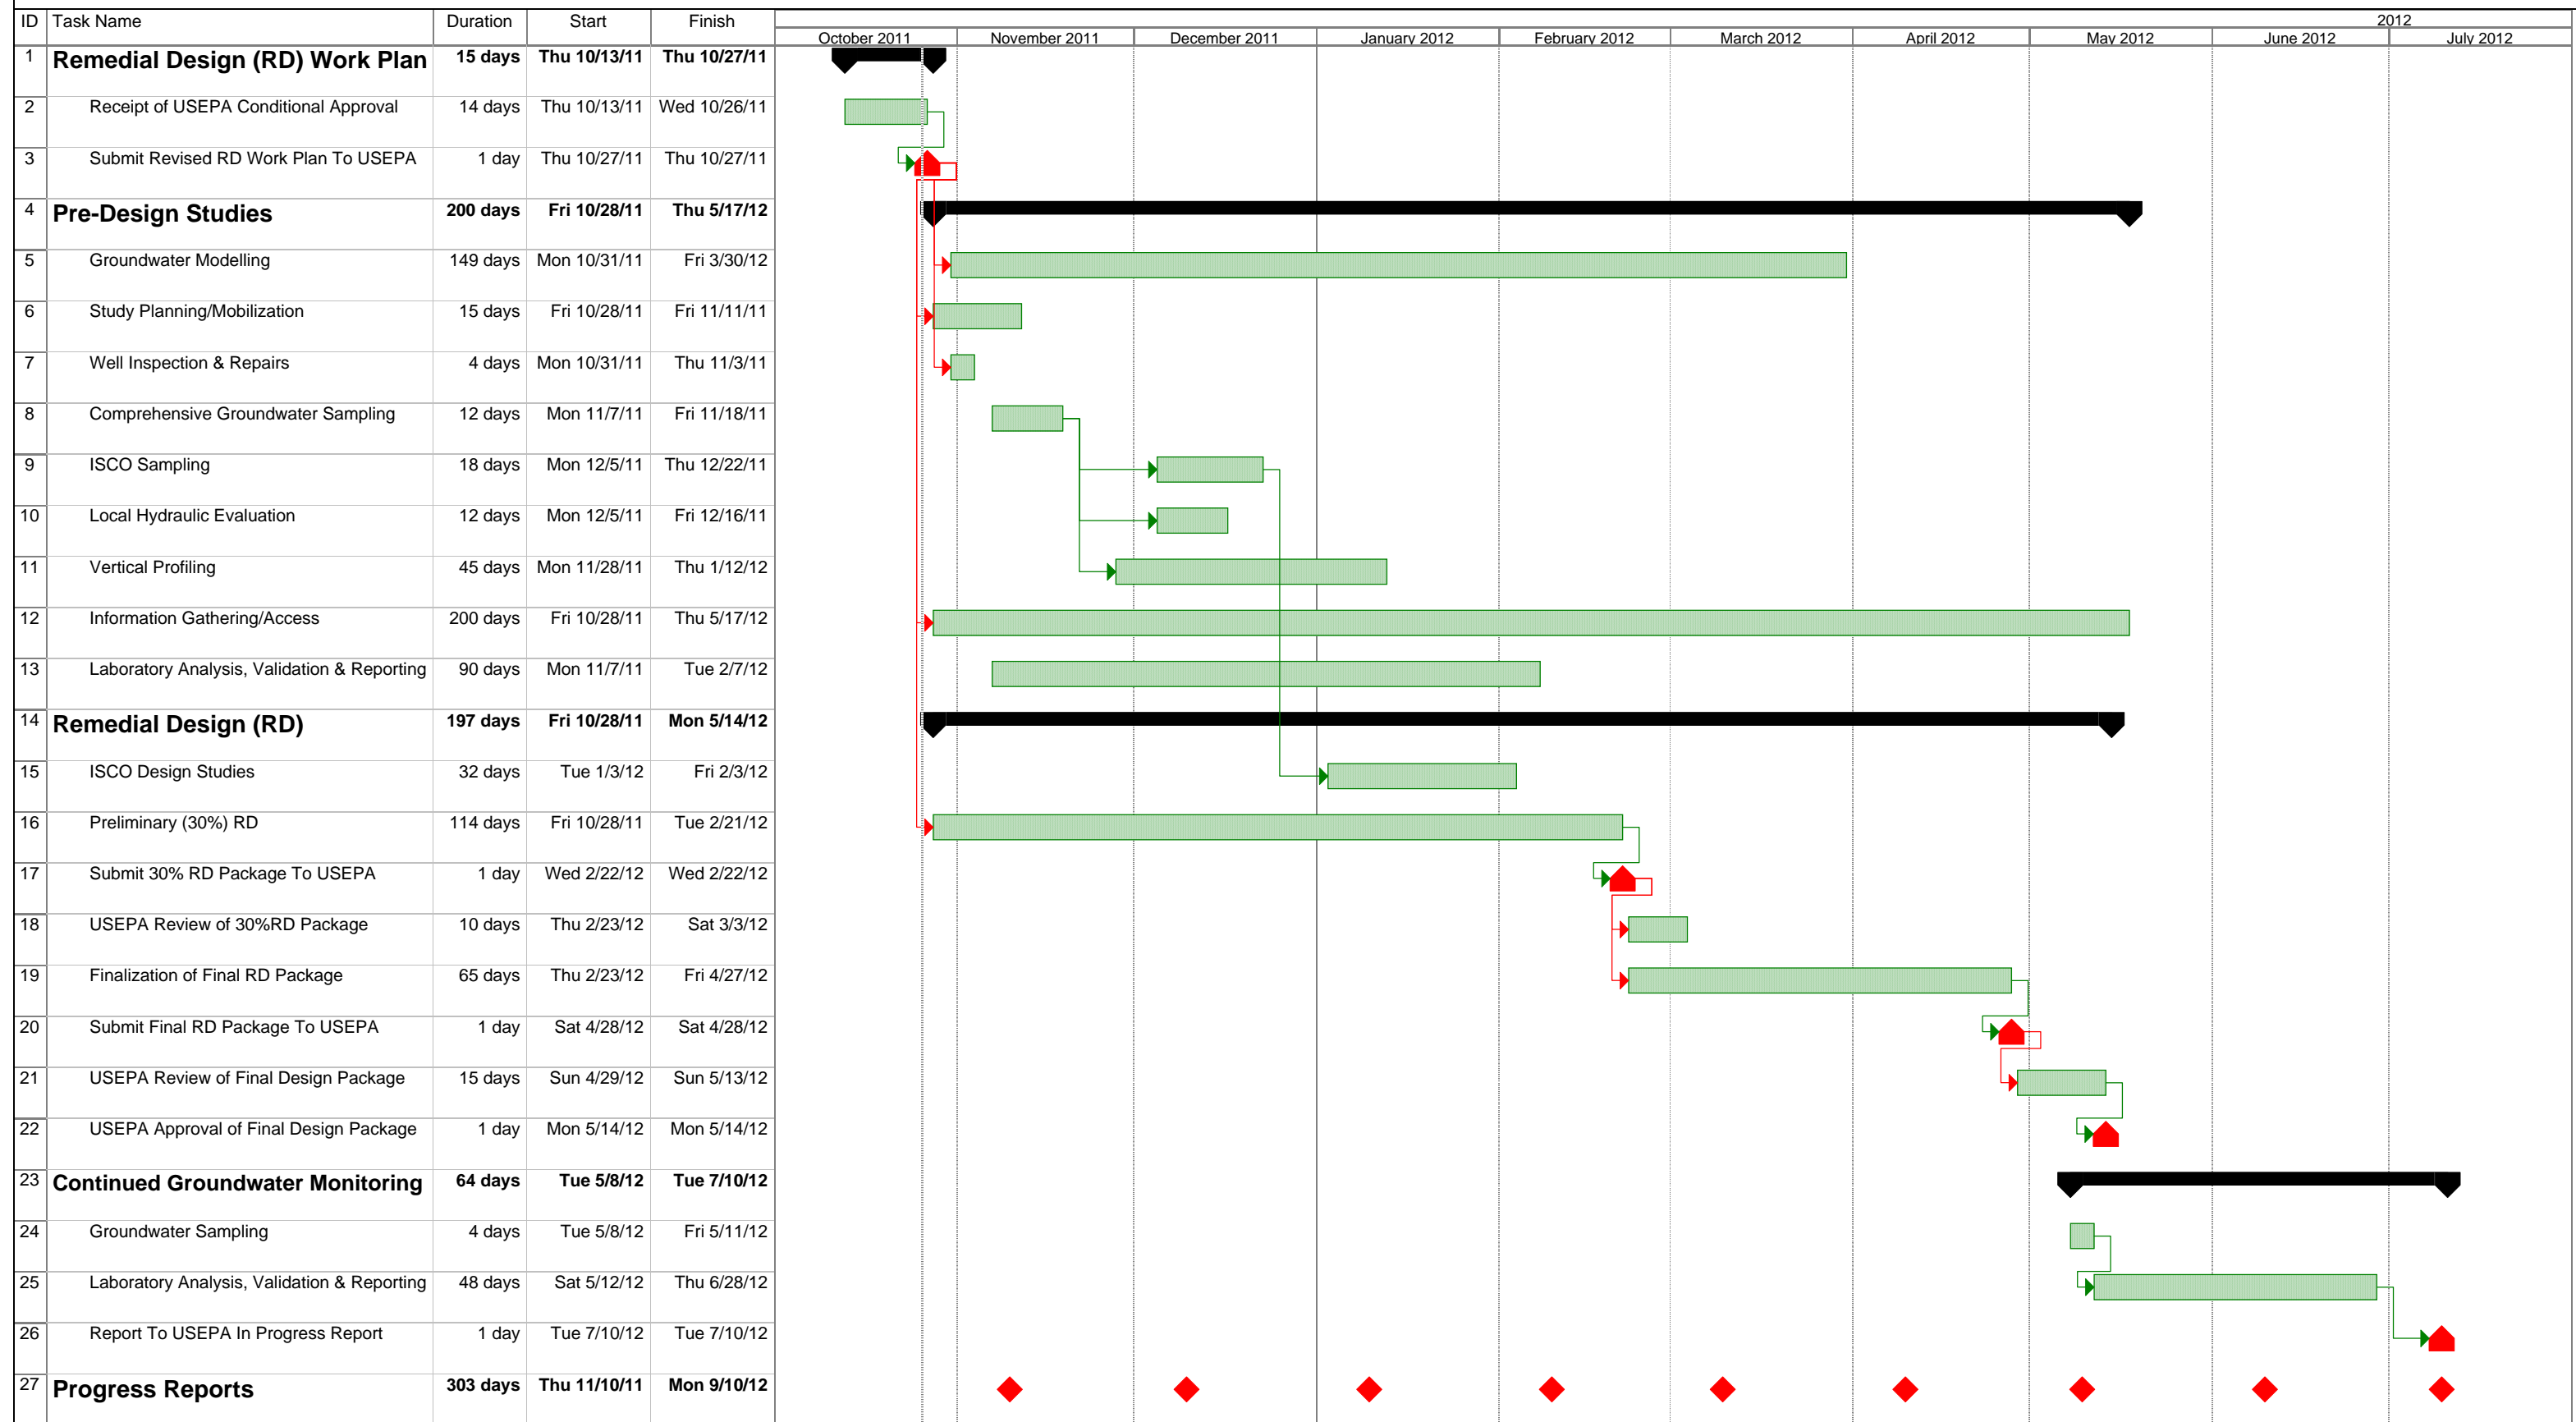 ID Task Name Duration Start Finish 2012
October 2011 November 2011 December 2011 January 2012 February 2012 March 2012 April 2012 May 2012 June 2012 July 2012
1 Remedial Design (RD) Work Plan 15 days Thu 10/13/11 Thu 10/27/11
2 Receipt of USEPA Conditional Approval 14 days Thu 10/13/11 Wed 10/26/11
3 Submit Revised RD Work Plan To USEPA 1 day Thu 10/27/11 Thu 10/27/11
4 Pre-Design Studies 200 days Fri 10/28/11 Thu 5/17/12
5 Groundwater Modelling 149 days Mon 10/31/11 Fri 3/30/12
6 Study Planning/Mobilization 15 days Fri 10/28/11 Fri 11/11/11
7 Well Inspection & Repairs 4 days Mon 10/31/11 Thu 11/3/11
8 Comprehensive Groundwater Sampling 12 days Mon 11/7/11 Fri 11/18/11
9 ISCO Sampling 18 days Mon 12/5/11 Thu 12/22/11
10 Local Hydraulic Evaluation 12 days Mon 12/5/11 Fri 12/16/11
11 Vertical Profiling 45 days Mon 11/28/11 Thu 1/12/12
12 Information Gathering/Access 200 days Fri 10/28/11 Thu 5/17/12
13 Laboratory Analysis, Validation & Reporting 90 days Mon 11/7/11 Tue 2/7/12
14 Remedial Design (RD) 197 days Fri 10/28/11 Mon 5/14/12
15 ISCO Design Studies 32 days Tue 1/3/12 Fri 2/3/12
16 Preliminary (30%) RD 114 days Fri 10/28/11 Tue 2/21/12
17 Submit 30% RD Package To USEPA 1 day Wed 2/22/12 Wed 2/22/12
18 USEPA Review of 30%RD Package 10 days Thu 2/23/12 Sat 3/3/12
19 Finalization of Final RD Package 65 days Thu 2/23/12 Fri 4/27/12
20 Submit Final RD Package To USEPA 1 day Sat 4/28/12 Sat 4/28/12
21 USEPA Review of Final Design Package 15 days Sun 4/29/12 Sun 5/13/12
22 USEPA Approval of Final Design Package 1 day Mon 5/14/12 Mon 5/14/12
23 Continued Groundwater Monitoring 64 days Tue 5/8/12 Tue 7/10/12
24 Groundwater Sampling 4 days Tue 5/8/12 Fri 5/11/12
25 Laboratory Analysis, Validation & Reporting 48 days Sat 5/12/12 Thu 6/28/12
26 Report To USEPA In Progress Report 1 day Tue 7/10/12 Tue 7/10/12
27 Progress Reports 303 days Thu 11/10/11 Mon 9/10/12